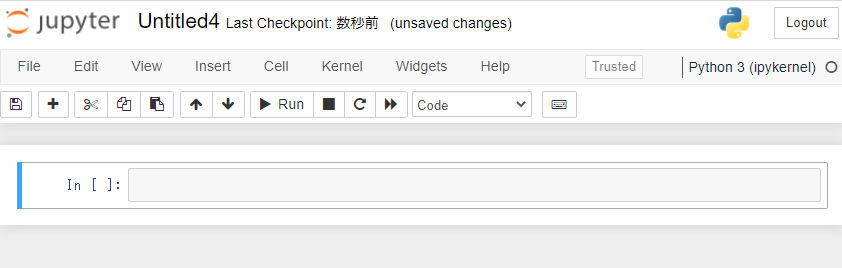 jupyter Untitled4 Last Checkpoint: 数秒前 (unsaved changes) Logout
File Edit View Insert Cell Kernel Widgets Help Trusted Python 3 (ipykernel)
Run Code
In [ ]: